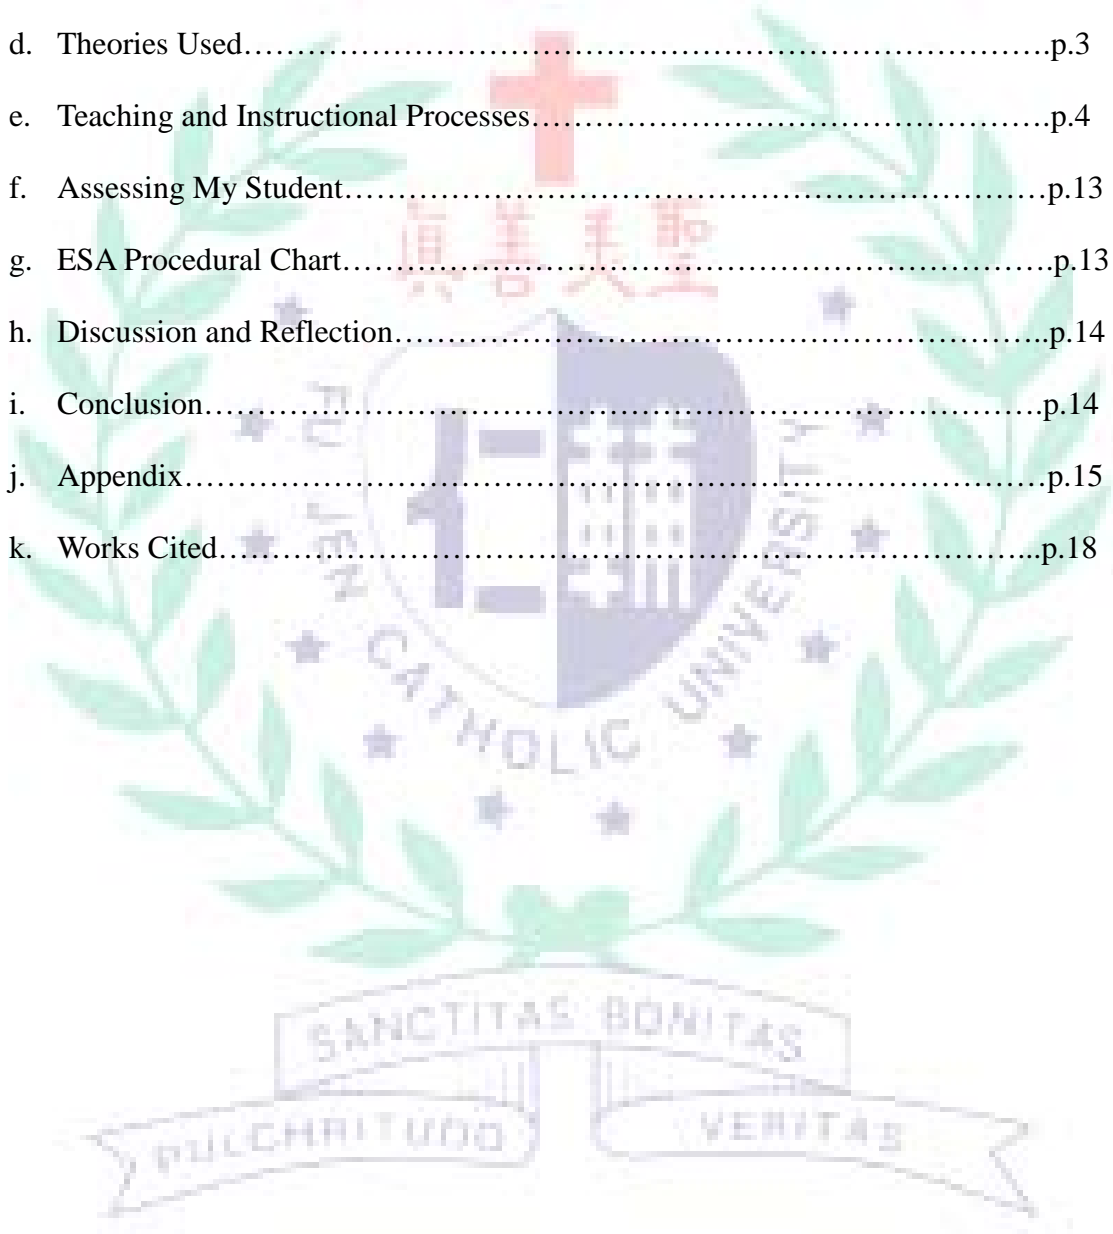 d. Theories Used……………………………………………………………………………p.3
e. Teaching and Instructional Processes…………………………………………………p.4
f. Assessing My Student…………………………………………………………………p.13
g. ESA Procedural Chart…………………………………………………………………p.13
h. Discussion and Reflection……………………………………………………………..p.14
i. Conclusion………………………………………………………………………………p.14
j. Appendix…………………………………………………………………………………p.15
k. Works Cited……………………………………………………………………………..p.18
真善美聖
FU JEN CATHOLIC UNIVERSITY
SANCTITAS BONITAS
PULCHRITUDO VERITAS